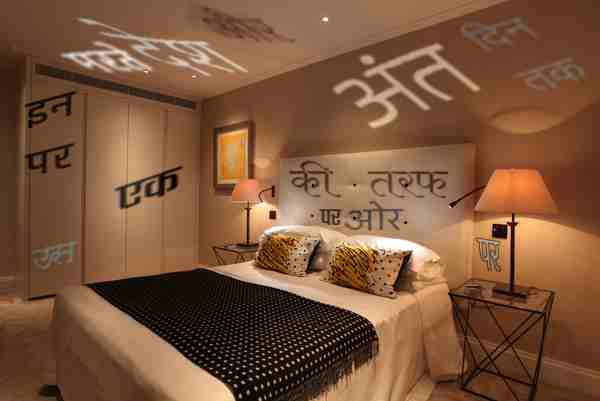 देश
अंत
दिन
तक
इन
पर
एक
की तरफ
पर ओर
उस
पर